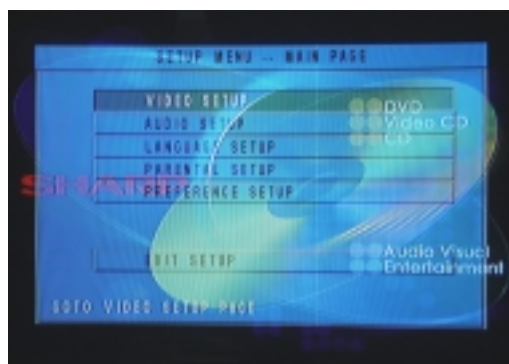 SETUP MENU -- MAIN PAGE
VIDEO SETUP
DVD
AUDIO SETUP
Video CD
LANGUAGE SETUP
CD
PARENTAL SETUP
SHARP
PREFERENCE SETUP
EXIT SETUP
Audio Visual
Entertainment
GOTO VIDEO SETUP PAGE